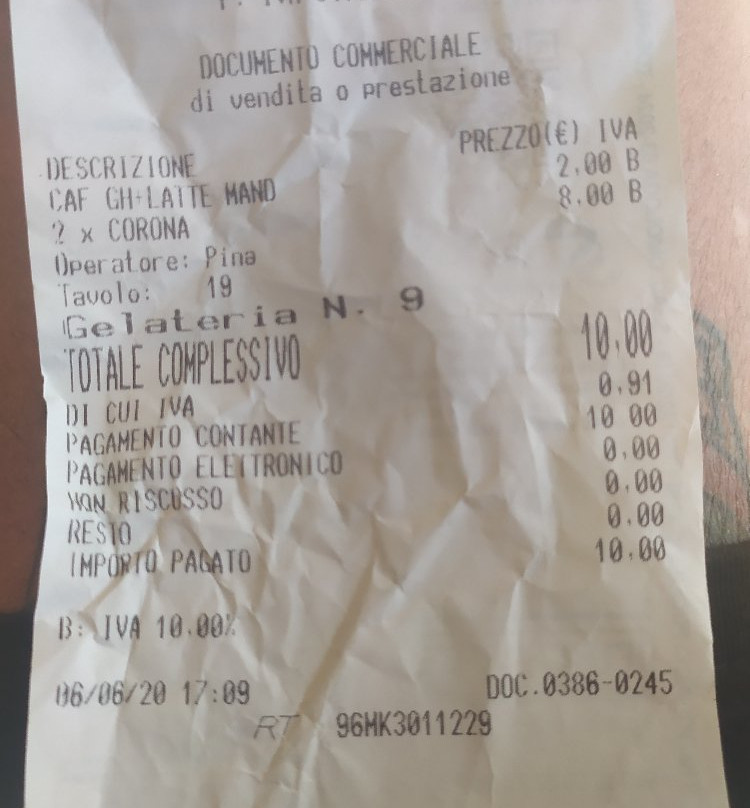 DOCUMENTO COMMERCIALE
di vendita o prestazione
DESCRIZIONE PREZZO(€) IVA
CAF GH+LATTE MAND 2.00 B
2 x CORONA 8.00 B
Operatore: Pina
Tavolo: 19
Gelateria N. 9
TOTALE COMPLESSIVO 10.00
DI CUI IVA 0.91
PAGAMENTO CONTANTE 10 00
PAGAMENTO ELETTRONICO 0.00
NON RISCOSSO 0.00
RESTO 0.00
IMPORTO PAGATO 10.00
B: IVA 10.00%
06/06/20 17:09 DOC.0386-0245
RT 96MK3011229